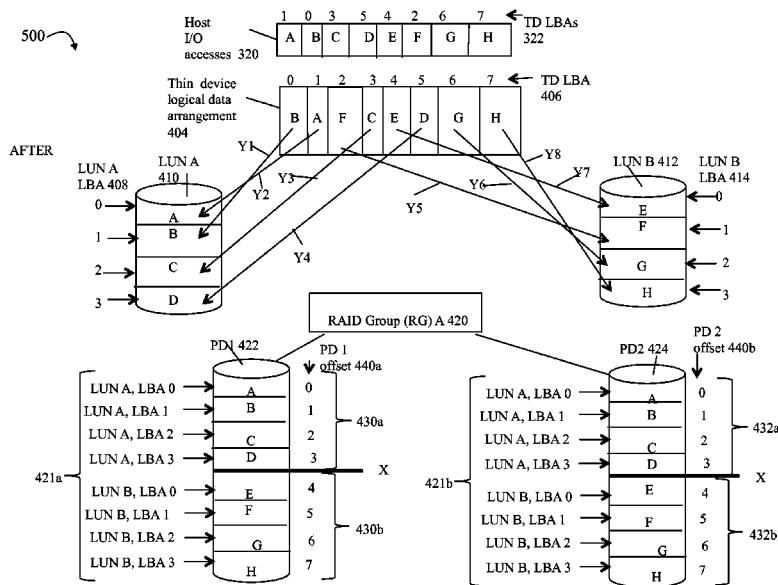 1 0 3 5 4 2 6 7
TD LBAs
322
Host
I/O
accesses 320
A B C D E F G H
500
0 1 2 3 4 5 6 7
TD LBA
406
Thin device
logical data
arrangement
404
B A F C E D G H
AFTER
LUN A
LBA 408
LUN A
410
Y1
Y2
Y3
Y4
Y5
Y6
Y7
Y8
LUN B 412
LUN B
LBA 414
0 A
1 B
2 C
3 D
E 0
F 1
G 2
H 3
RAID Group (RG) A 420
PD1 422
PD 1
offset 440a
LUN A, LBA 0 A 0
LUN A, LBA 1 B 1
LUN A, LBA 2 C 2
LUN A, LBA 3 D 3
LUN B, LBA 0 E 4
LUN B, LBA 1 F 5
LUN B, LBA 2 G 6
LUN B, LBA 3 H 7
421a
430a
X
430b
PD2 424
PD 2
offset 440b
LUN A, LBA 0 A 0
LUN A, LBA 1 B 1
LUN A, LBA 2 C 2
LUN A, LBA 3 D 3
LUN B, LBA 0 E 4
LUN B, LBA 1 F 5
LUN B, LBA 2 G 6
LUN B, LBA 3 H 7
421b
432a
X
432b